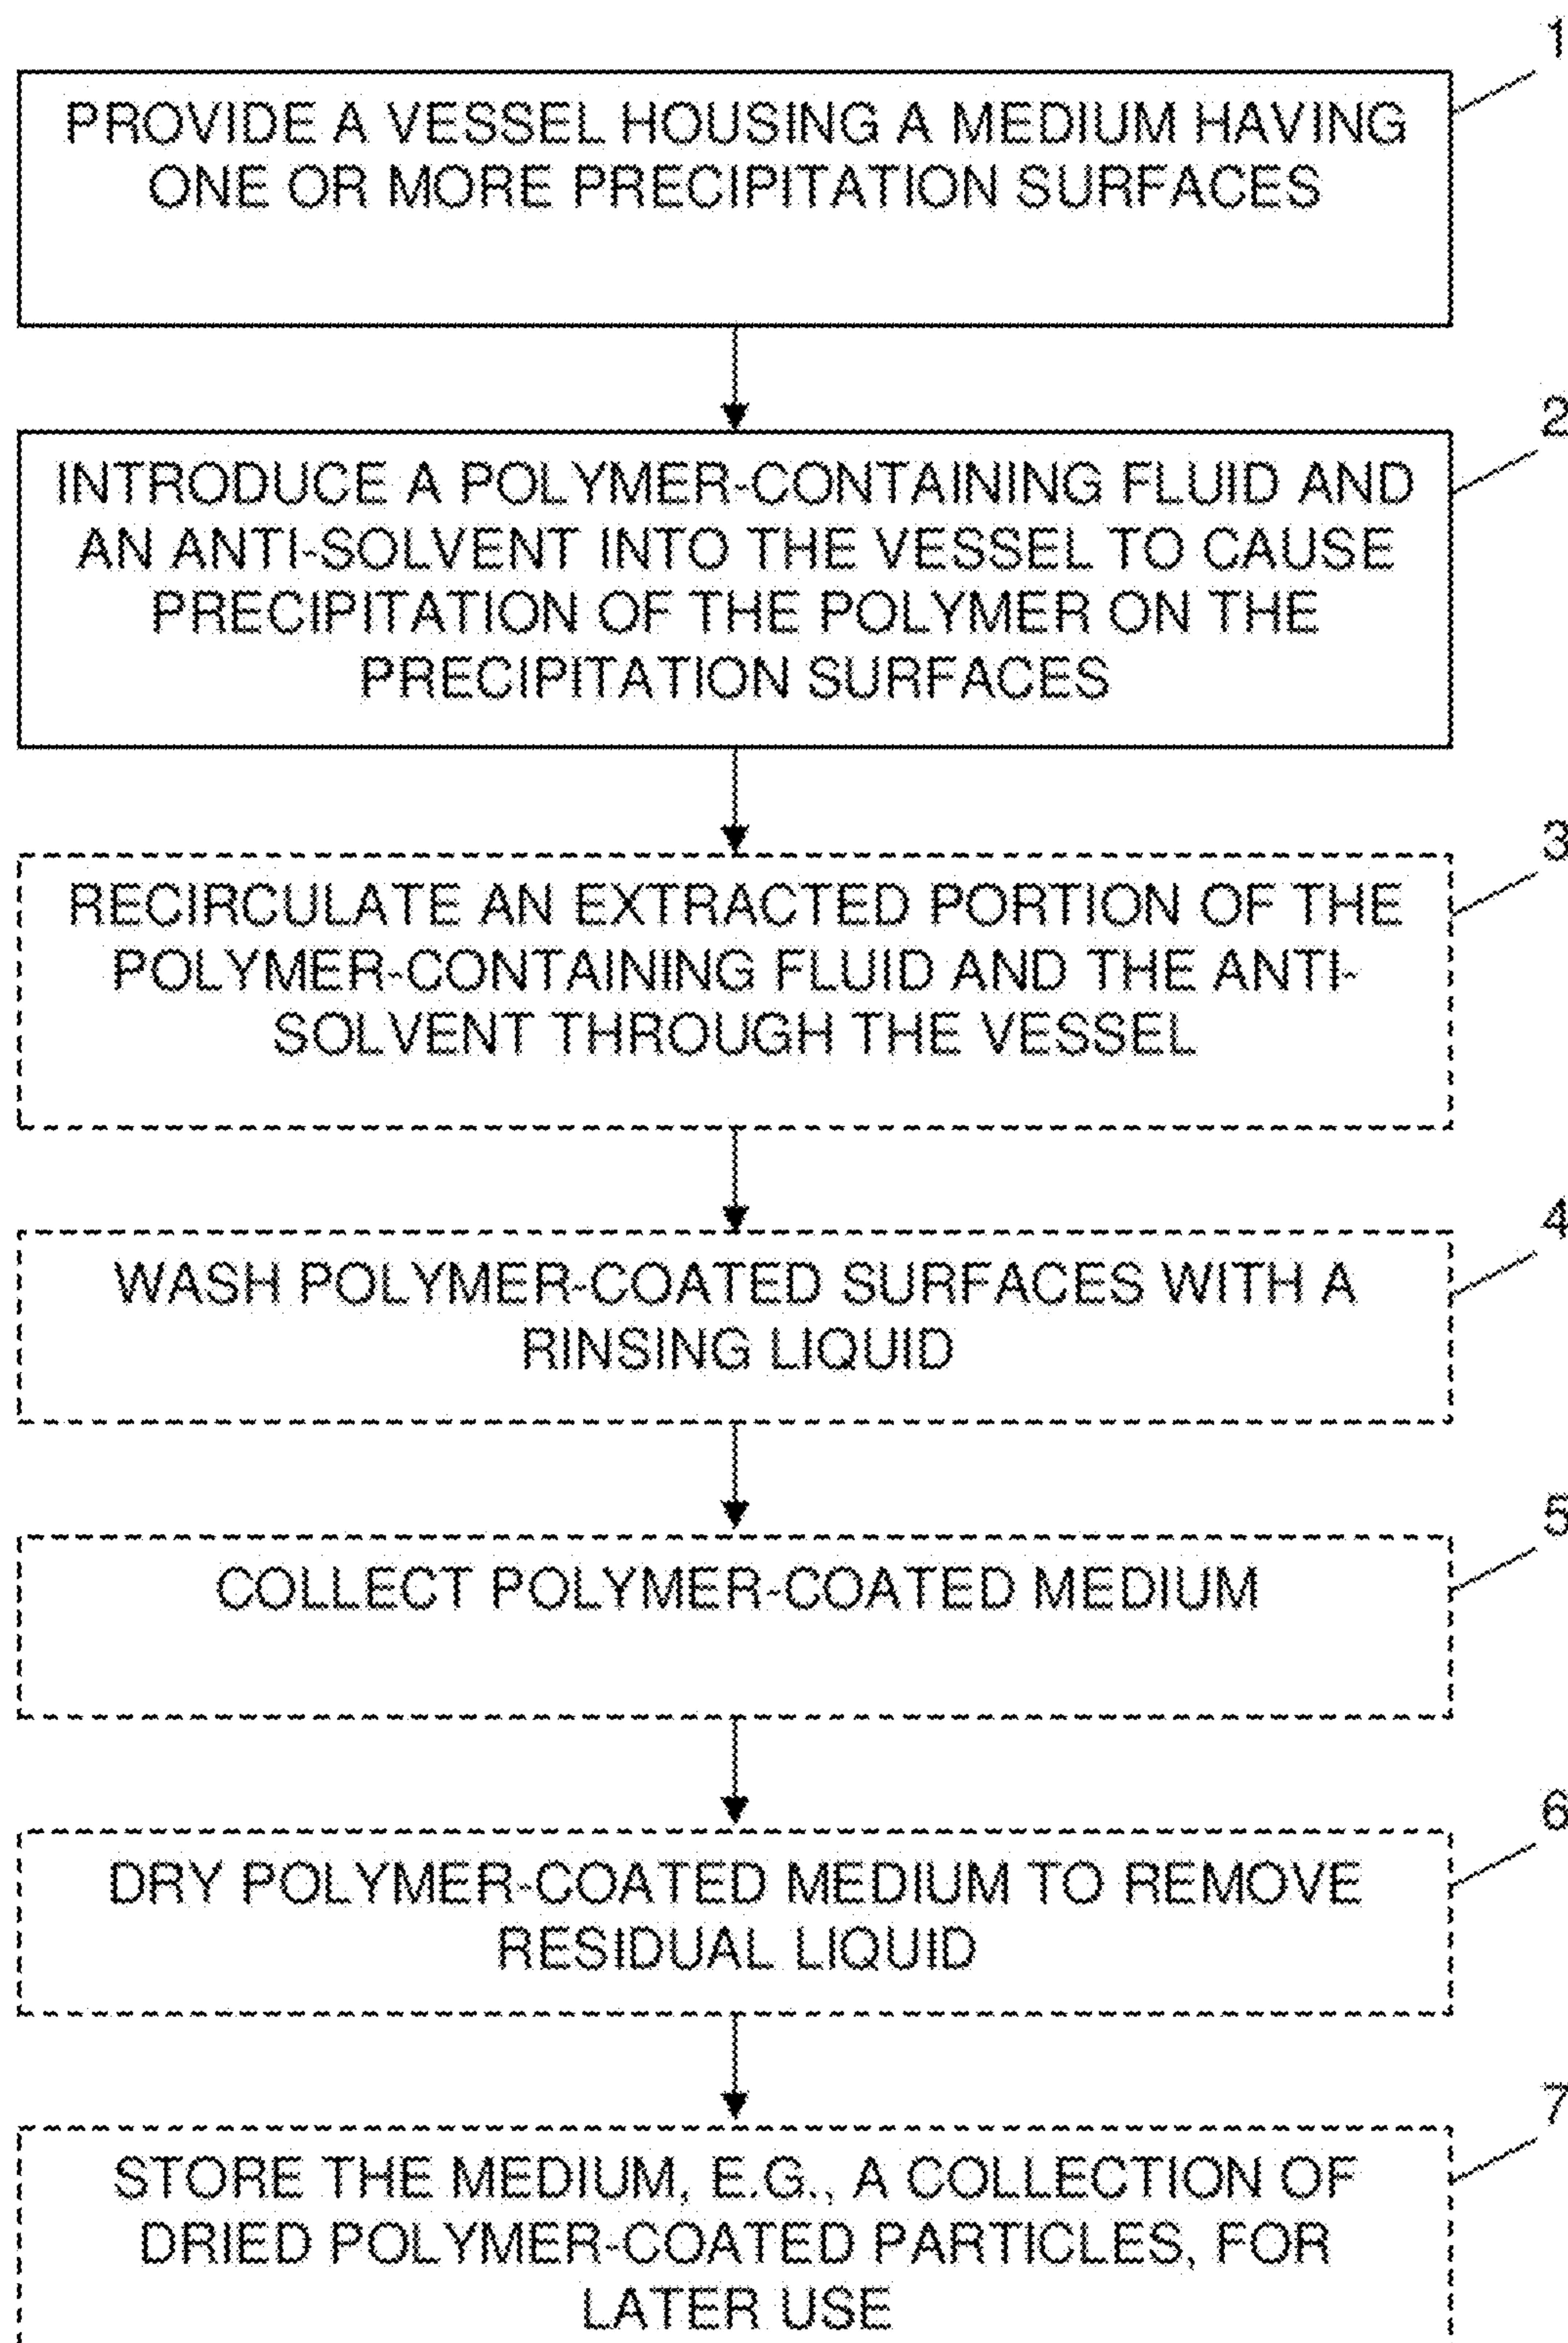 1
PROVIDE A VESSEL HOUSING A MEDIUM HAVING
ONE OR MORE PRECIPITATION SURFACES
2
INTRODUCE A POLYMER-CONTAINING FLUID AND
AN ANTI-SOLVENT INTO THE VESSEL TO CAUSE
PRECIPITATION OF THE POLYMER ON THE
PRECIPITATION SURFACES
3
RECIRCULATE AN EXTRACTED PORTION OF THE
POLYMER-CONTAINING FLUID AND THE ANTI-
SOLVENT THROUGH THE VESSEL
4
WASH POLYMER-COATED SURFACES WITH A
RINSING LIQUID
5
COLLECT POLYMER-COATED MEDIUM
6
DRY POLYMER-COATED MEDIUM TO REMOVE
RESIDUAL LIQUID
7
STORE THE MEDIUM, E.G., A COLLECTION OF
DRIED POLYMER-COATED PARTICLES, FOR
LATER USE